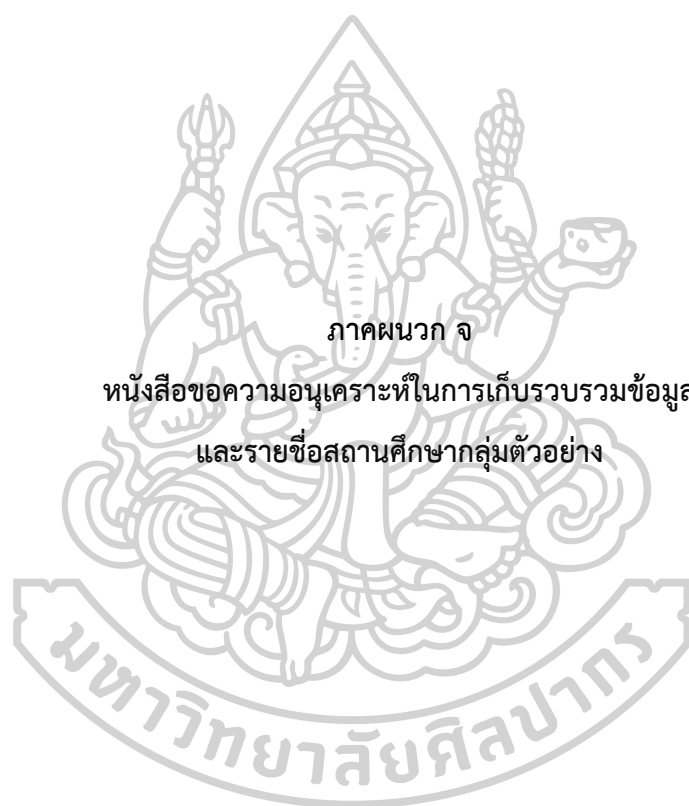 ภาคผนวก จ
หนังสือขอความอนุเคราะห์ในการเก็บรวบรวมข้อมูล
และรายชื่อสถานศึกษากลุ่มตัวอย่าง
มหาวิทยาลัยศิลปากร